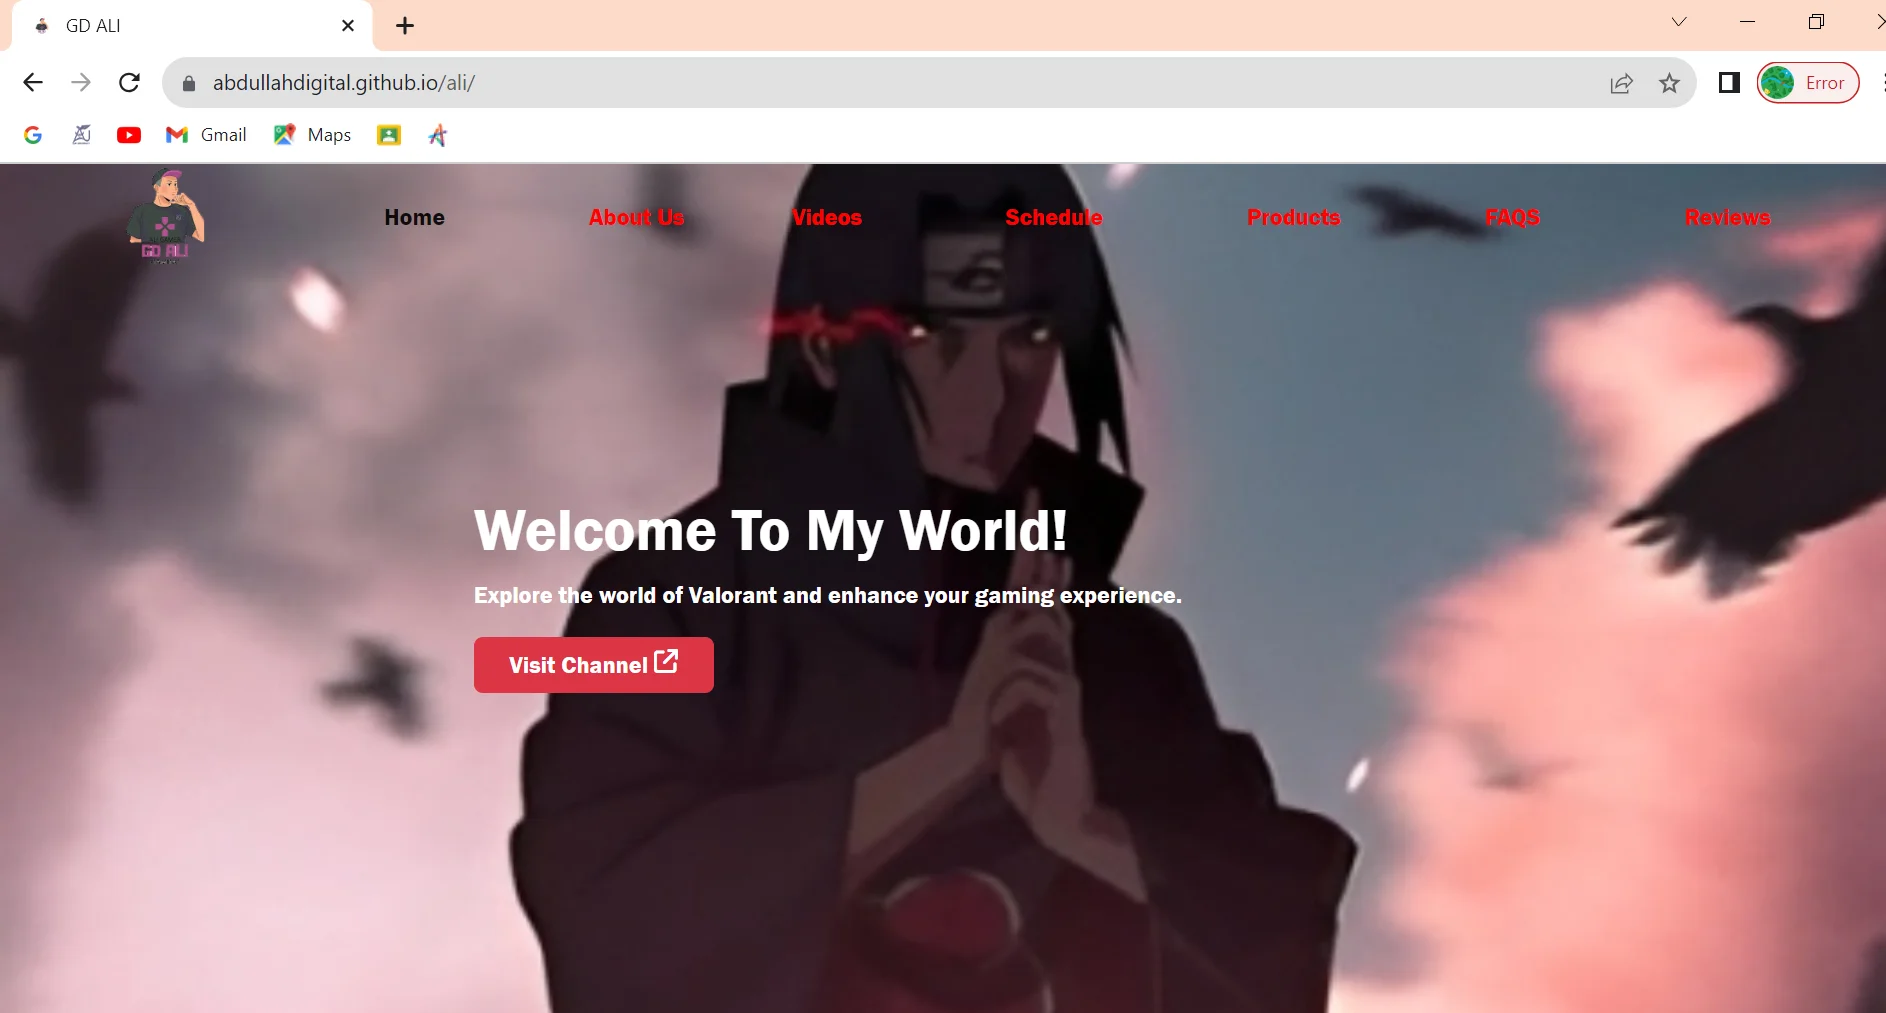 GD ALI
abdullahdigital.github.io/ali/
Error
Gmail
Maps
GD ALI
Home
About Us
Videos
Schedule
Products
FAQS
Reviews
Welcome To My World!
Explore the world of Valorant and enhance your gaming experience.
Visit Channel